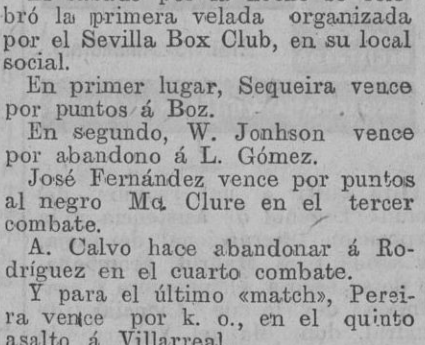 bró la primera velada organizada
por el Sevilla Box Club, en su local
social.
En primer lugar, Sequeira vence
por puntos á Boz.
En segundo, W. Jonhson vence
por abandono á L. Gómez.
José Fernández vence por puntos
al negro Mc. Clure en el tercer
combate.
A. Calvo hace abandonar á Ro-
dríguez en el cuarto combate.
Y para el último «match», Perei-
ra vence por k. o., en el quinto
asalto á Villarreal